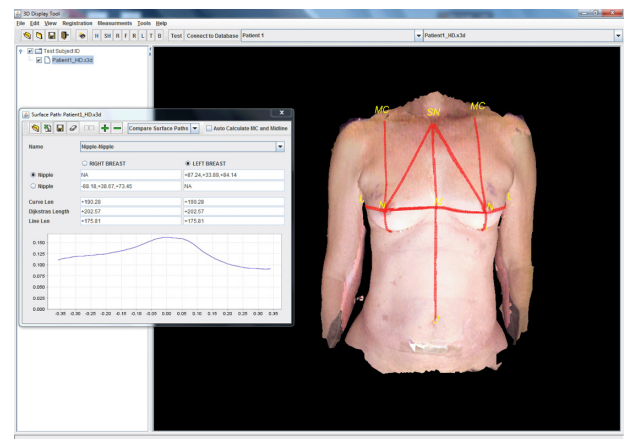 3D Display Tool
File Edit View Registration Measurments Tools Help
H SH R F R L T B Test Connect to Database Patient 1 Patient1_HD.x3d
Test Subject ID
Patient1_HD.x3d
Surface Path: Patient1_HD.x3d
Compare Surface Paths Auto Calculate MC and Midline
Name Nipple-Nipple
RIGHT BREAST LEFT BREAST
Nipple NA +87.24,+33.89,+64.14
Nipple -88.18,+38.67,+73.45 NA
Curve Len +190.28 +190.28
Dijkstras Length +202.57 +202.57
Line Len +175.81 +175.81
0.150
0.125
0.100
0.075
0.050
0.025
0.000
-0.35 -0.30 -0.25 -0.20 -0.15 -0.10 -0.05 0.00 0.05 0.10 0.15 0.20 0.25 0.30 0.35
MC SN MC
L N M N L